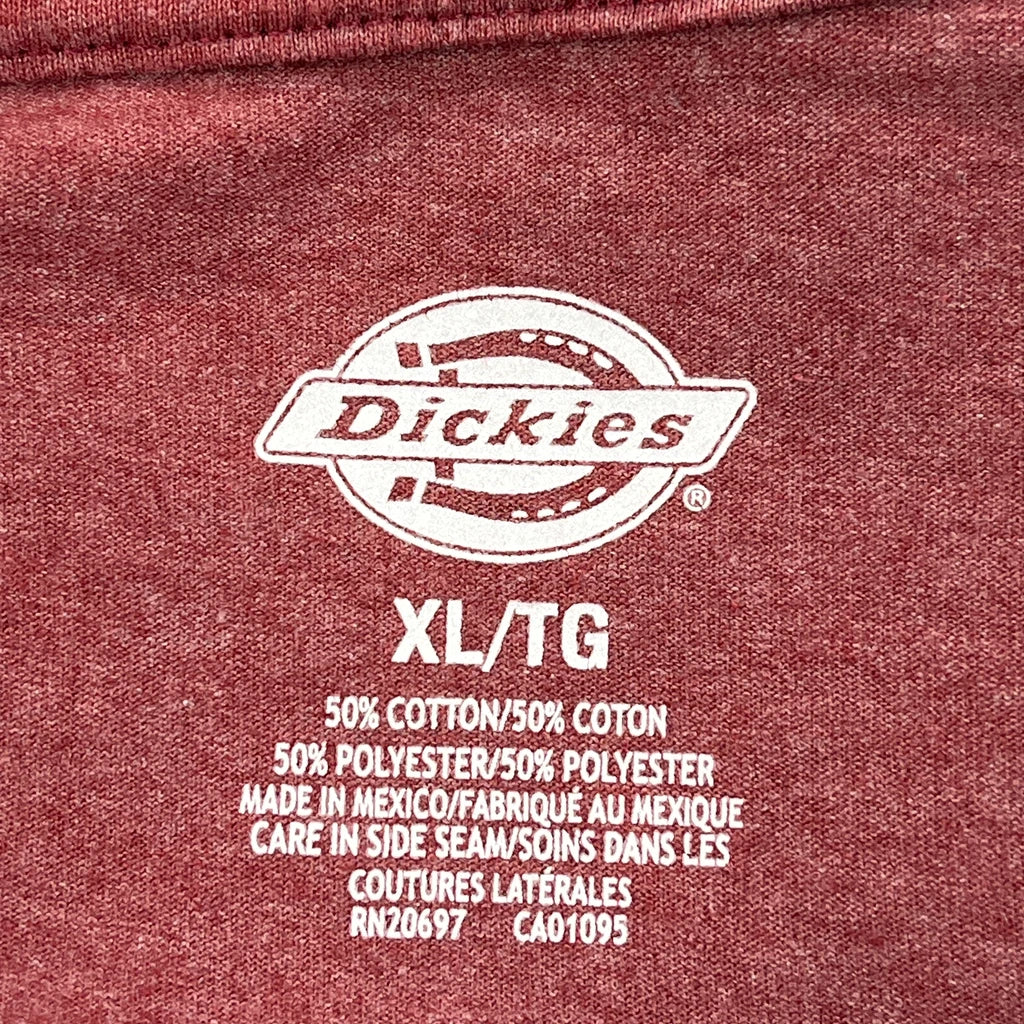 Dickies
®
XL/TG
50% COTTON/50% COTON
50% POLYESTER/50% POLYESTER
MADE IN MEXICO/FABRIQUÉ AU MEXIQUE
CARE IN SIDE SEAM/SOINS DANS LES
COUTURES LATÉRALES
RN20697 CA01095